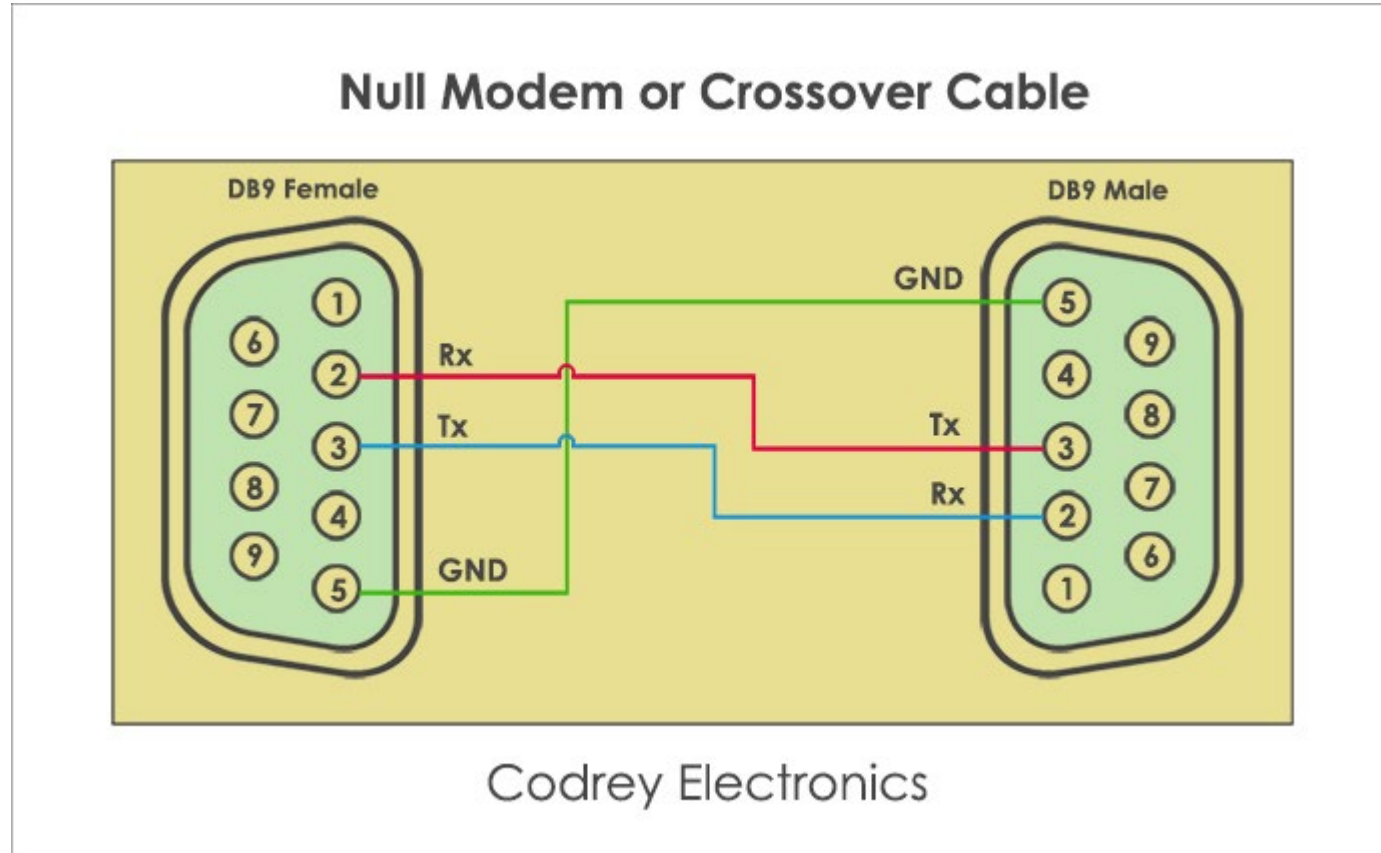 Null Modem or Crossover Cable
DB9 Female
DB9 Male
1
6
2
7
3
8
4
9
5
Rx
Tx
GND
GND
Tx
Rx
5
9
4
8
3
7
2
6
1
Codrey Electronics